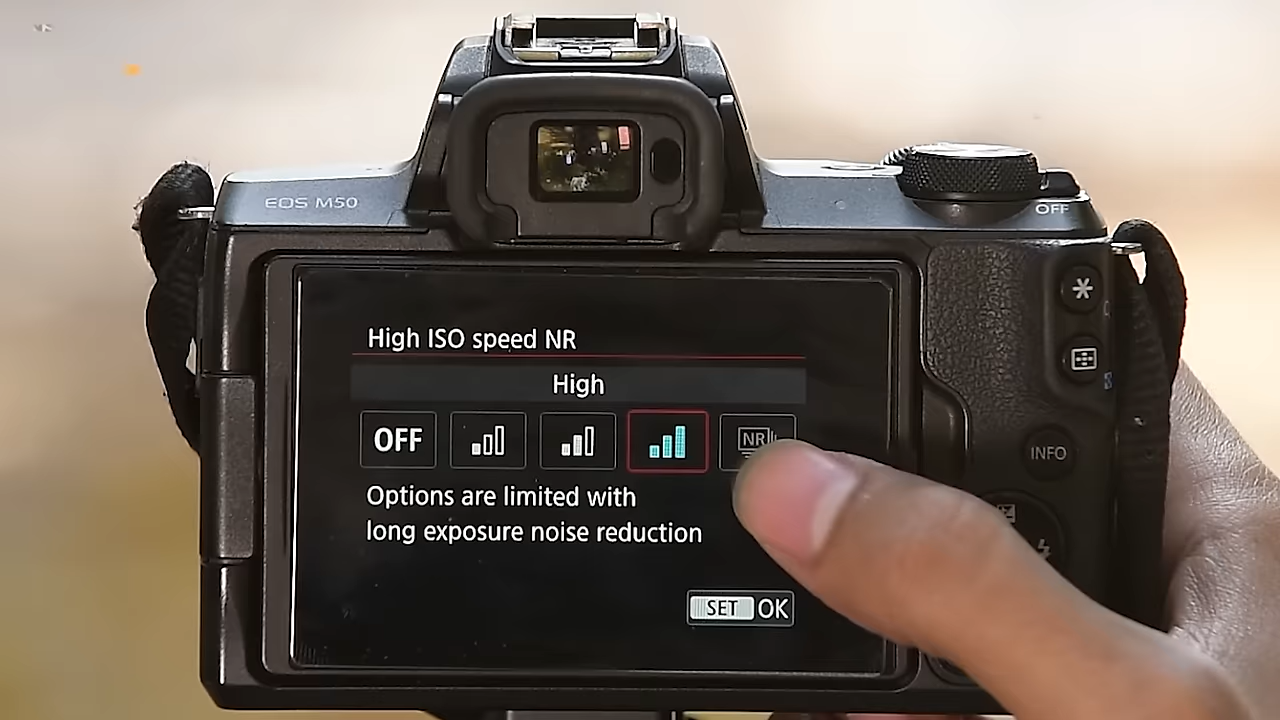 EOS M50
OFF
High ISO speed NR
High
OFF
NR
Options are limited with
long exposure noise reduction
INFO
SET OK